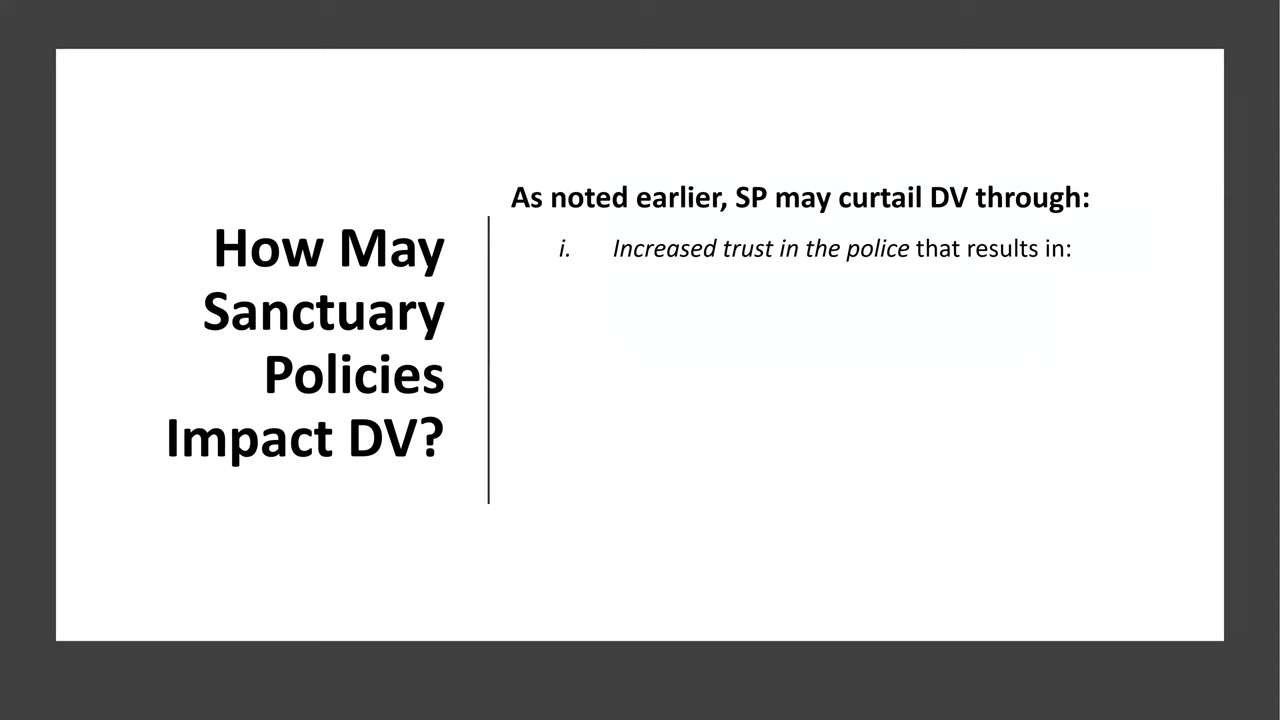 How May
Sanctuary
Policies
Impact DV?
As noted earlier, SP may curtail DV through:
i. Increased trust in the police that results in: